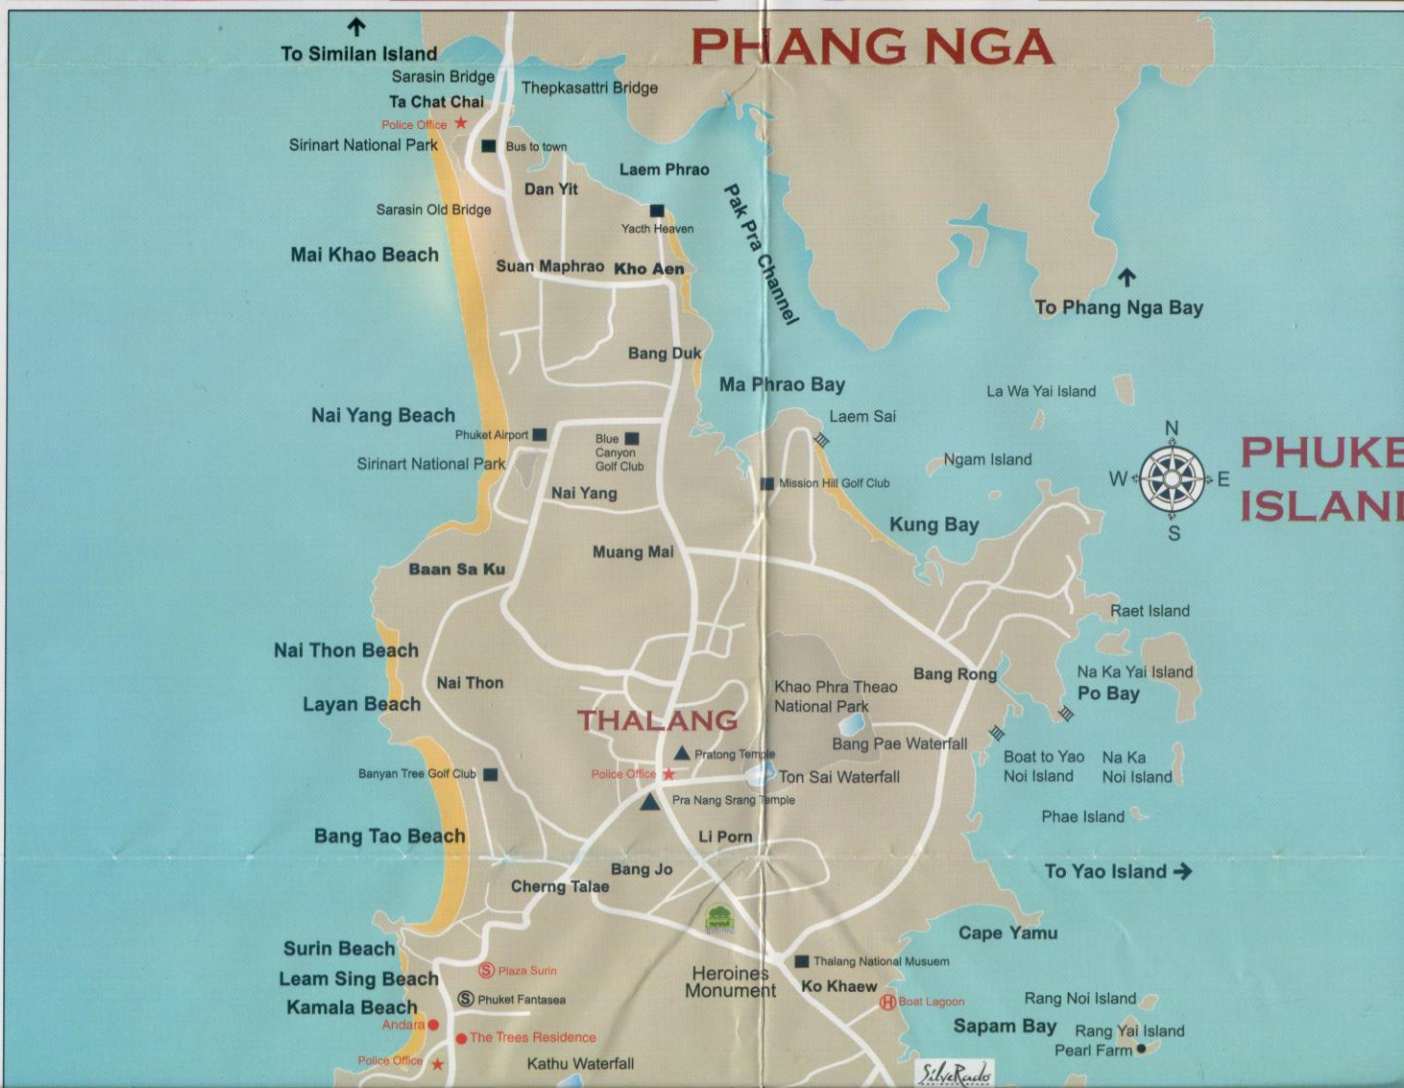 PHANG NGA
To Similan Island
Sarasin Bridge
Thepkasattri Bridge
Ta Chat Chai
Police Office
Sirinart National Park
Bus to town
Laem Phrao
Dan Yit
Sarasin Old Bridge
Yacth Heaven
Pak Pra Channel
Mai Khao Beach
Suan Maphrao
Kho Aen
To Phang Nga Bay
Bang Duk
Ma Phrao Bay
La Wa Yai Island
Nai Yang Beach
Laem Sai
Phuket Airport
Blue
Canyon
Golf Club
N
W
E
S
PHUKE
ISLAN
Sirinart National Park
Ngam Island
Mission Hill Golf Club
Nai Yang
Kung Bay
Muang Mai
Baan Sa Ku
Raet Island
Nai Thon Beach
Bang Rong
Na Ka Yai Island
Nai Thon
Khao Phra Theao
National Park
Po Bay
Layan Beach
THALANG
Bang Pae Waterfall
Pratong Temple
Boat to Yao
Noi Island
Na Ka
Noi Island
Banyan Tree Golf Club
Police Office
Ton Sai Waterfall
Pra Nang Srang Temple
Phae Island
Bang Tao Beach
Li Porn
Bang Jo
To Yao Island
Cherng Talae
Cape Yamu
Surin Beach
Plaza Surin
Thalang National Musuem
Leam Sing Beach
Heroines
Monument
Ko Khaew
Phuket Fantasea
Boat Lagoon
Rang Noi Island
Kamala Beach
Andara
Sapam Bay
Rang Yai Island
The Trees Residence
Pearl Farm
Police Office
Kathu Waterfall
SilveRado